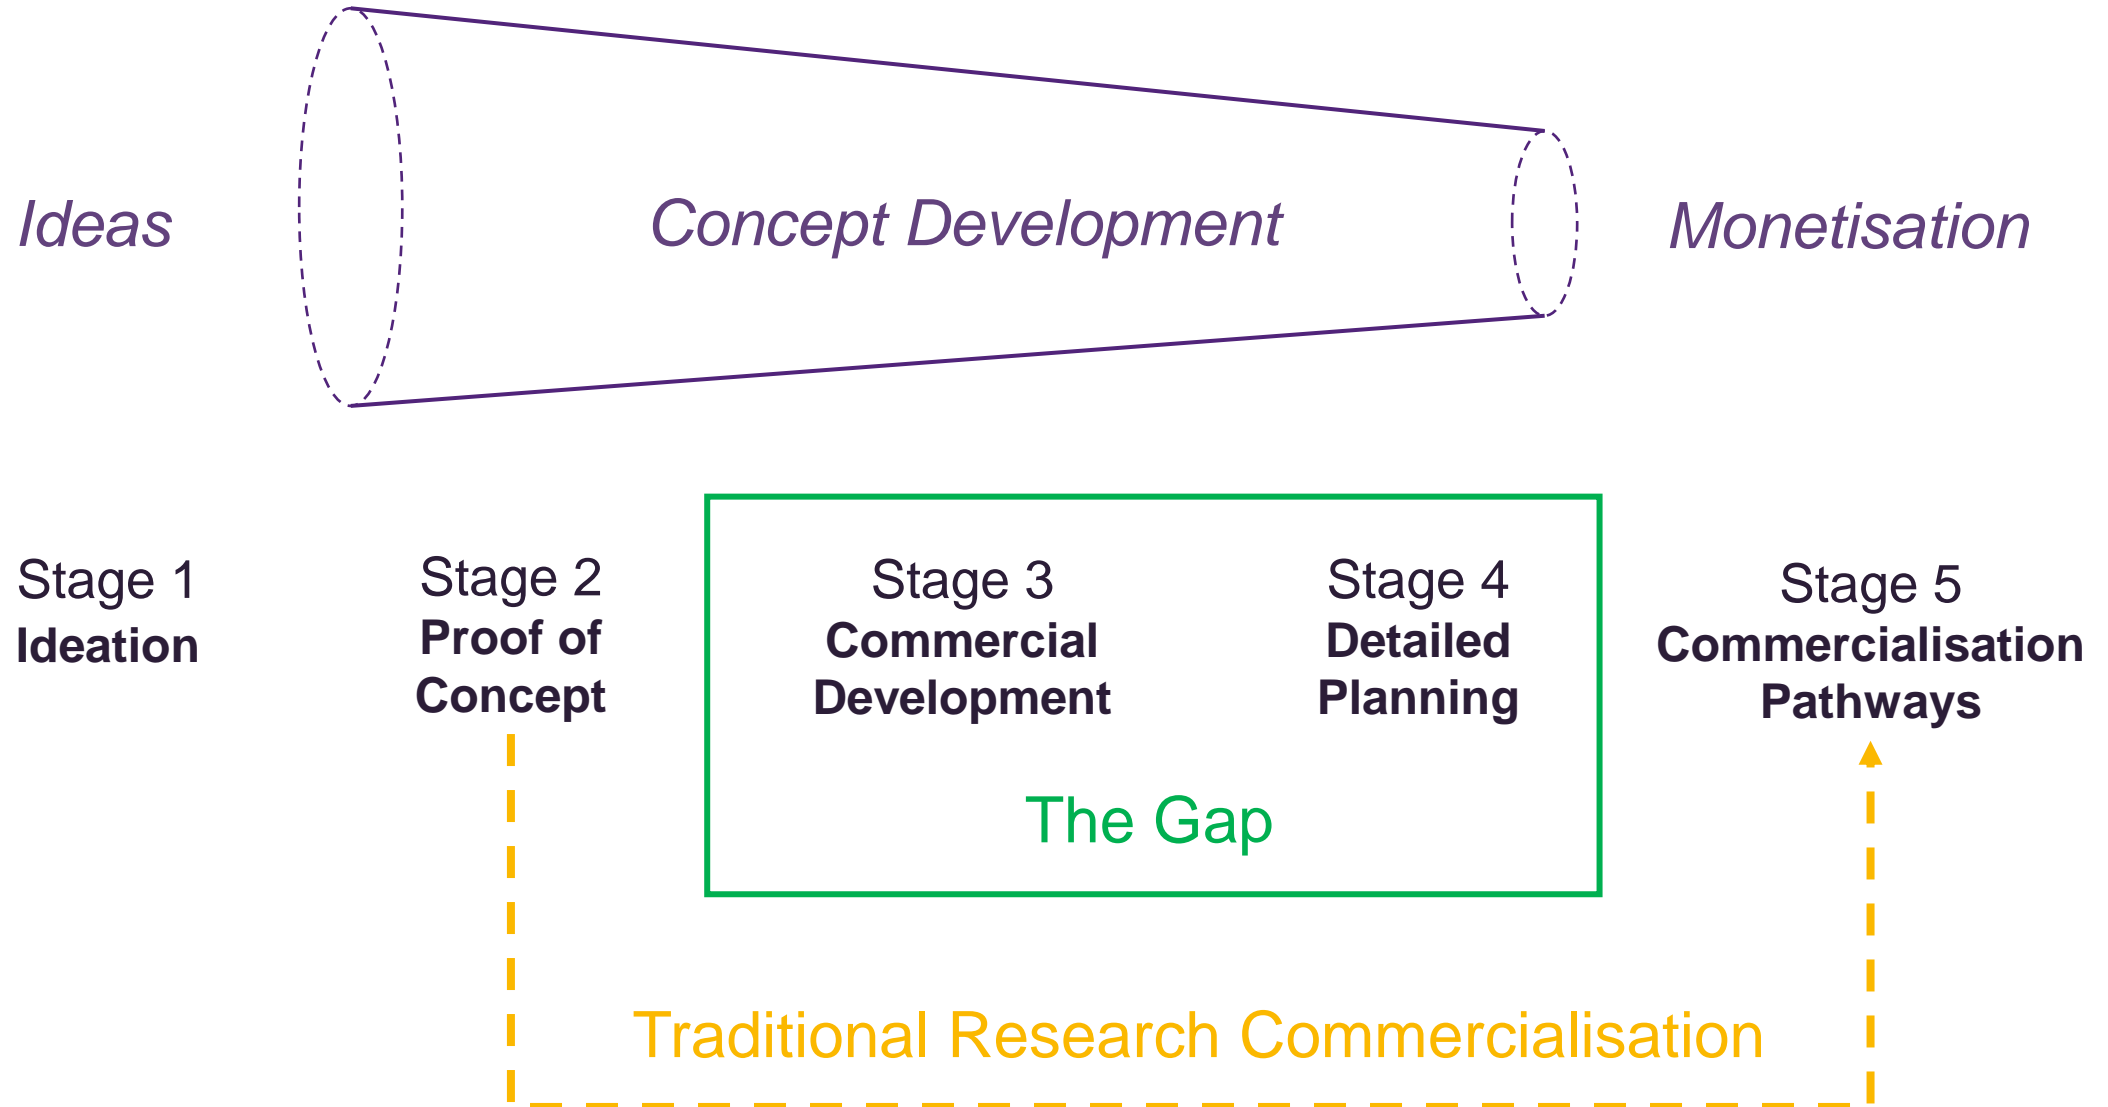 Ideas
Concept Development
Monetisation
Stage 1
Ideation
Stage 2
Proof of
Concept
Stage 3
Commercial
Development
Stage 4
Detailed
Planning
Stage 5
Commercialisation
Pathways
The Gap
Traditional Research Commercialisation